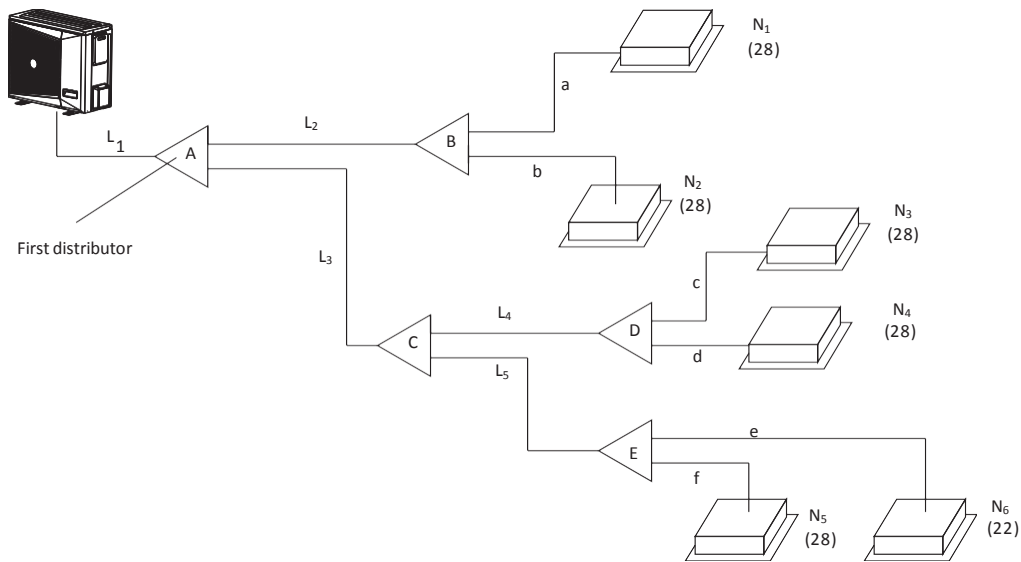 N₁
(28)
a
L₂
B
L₁
A
b
N₂
(28)
First distributor
N₃
(28)
L₃
c
L₄
N₄
(28)
D
C
d
L₅
e
E
f
N₅
(28)
N₆
(22)